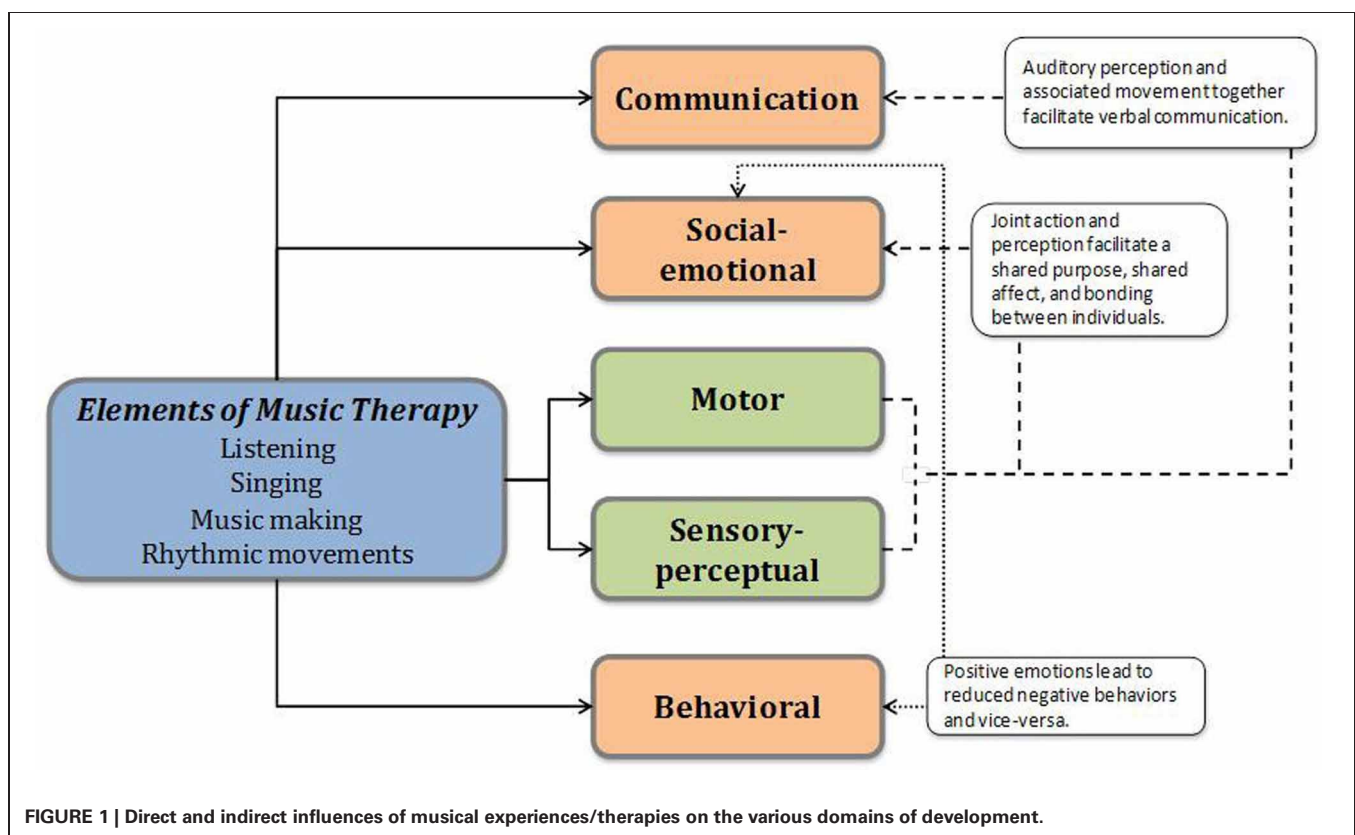 Communication
Auditory perception and
associated movement together
facilitate verbal communication.
Social-
emotional
Joint action and
perception facilitate a
shared purpose, shared
affect, and bonding
between individuals.
Elements of Music Therapy
Listening
Singing
Music making
Rhythmic movements
Motor
Sensory-
perceptual
Behavioral
Positive emotions lead to
reduced negative behaviors
and vice-versa.
FIGURE 1 | Direct and indirect influences of musical experiences/therapies on the various domains of development.